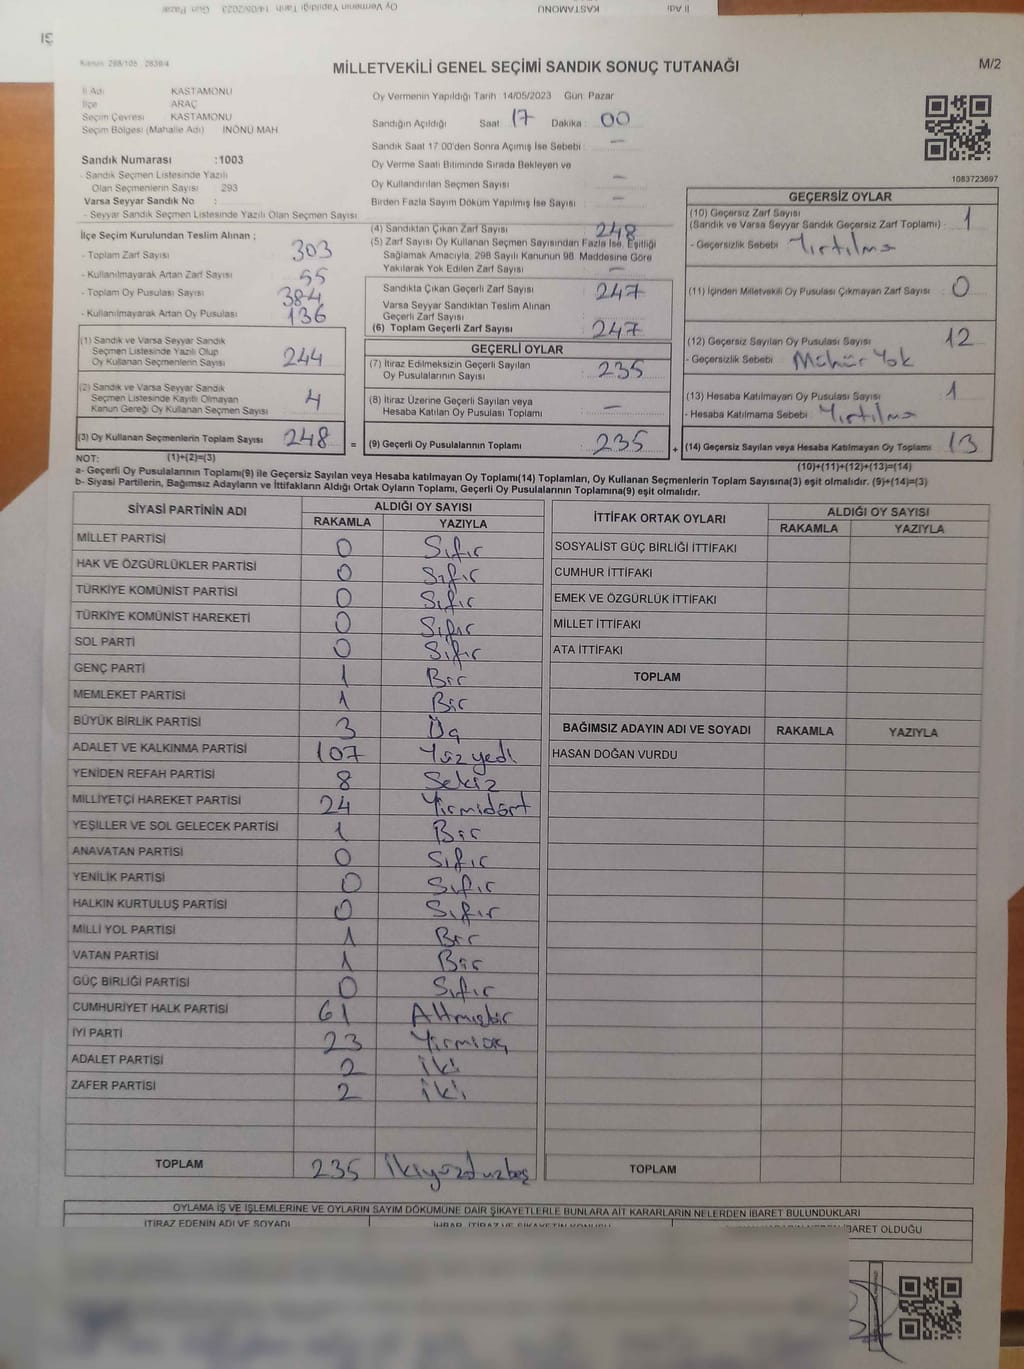 Oy Vermenin Yapıldığı Tarih 14/05/2023 Gün Pazar
KASTAMONU
İl Adı
Kanun 298/105 , 2839/4
MİLLETVEKİLİ GENEL SEÇİMİ SANDIK SONUÇ TUTANAĞI
M/2
İl Adı KASTAMONU
İlçe ARAÇ
Seçim Çevresi KASTAMONU
Seçim Bölgesi (Mahalle Adı) İNÖNÜ MAH
Sandık Numarası :1003
- Sandık Seçmen Listesinde Yazılı
Olan Seçmenlerin Sayısı 293
Varsa Seyyar Sandık No :
- Seyyar Sandık Seçmen Listesinde Yazılı Olan Seçmen Sayısı
Oy Vermenin Yapıldığı Tarih 14/05/2023 Gün: Pazar
Sandığın Açıldığı Saat 17 Dakika : 00
Sandık Saat 17.00'den Sonra Açımış İse Sebebi : —
Oy Verme Saati Bitiminde Sırada Bekleyen ve
Oy Kullandırılan Seçmen Sayısı : —
Birden Fazla Sayım Döküm Yapılmış İse Sayısı : —
1083723697
İlçe Seçim Kurulundan Teslim Alınan ;
- Toplam Zarf Sayısı 303
- Kullanılmayarak Artan Zarf Sayısı 55
- Toplam Oy Pusulası Sayısı 384
- Kullanılmayarak Artan Oy Pusulası 136
(1) Sandık ve Varsa Seyyar Sandık
Seçmen Listesinde Yazılı Olup
Oy Kullanan Seçmenlerin Sayısı 244
(2) Sandık ve Varsa Seyyar Sandık
Seçmen Listesinde Kayıtlı Olmayan
Kanun Gereği Oy Kullanan Seçmen Sayısı 4
(3) Oy Kullanan Seçmenlerin Toplam Sayısı 248 =
(4) Sandıktan Çıkan Zarf Sayısı 248
(5) Zarf Sayısı Oy Kullanan Seçmen Sayısından Fazla İse, Eşitliği
Sağlamak Amacıyla, 298 Sayılı Kanunun 98. Maddesine Göre
Yakılarak Yok Edilen Zarf Sayısı —
Sandıkta Çıkan Geçerli Zarf Sayısı : 247
Varsa Seyyar Sandıktan Teslim Alınan
Geçerli Zarf Sayısı :
(6) Toplam Geçerli Zarf Sayısı 247
GEÇERLİ OYLAR
(7) İtiraz Edilmeksizin Geçerli Sayılan
Oy Pusulalarının Sayısı : 235
(8) İtiraz Üzerine Geçerli Sayılan veya
Hesaba Katılan Oy Pusulası Toplamı : —
(9) Geçerli Oy Pusulalarının Toplamı : 235 +
GEÇERSİZ OYLAR
(10) Geçersiz Zarf Sayısı
(Sandık ve Varsa Seyyar Sandık Geçersiz Zarf Toplamı) : 1
- Geçersizlik Sebebi : Yırtılma
(11) İçinden Milletvekili Oy Pusulası Çıkmayan Zarf Sayısı : 0
(12) Geçersiz Sayılan Oy Pusulası Sayısı : 12
- Geçersizlik Sebebi : Mühür Yok
(13) Hesaba Katılmayan Oy Pusulası Sayısı : 1
- Hesaba Katılmama Sebebi : Yırtılma
(14) Geçersiz Sayılan veya Hesaba Katılmayan Oy Toplamı 13
NOT: (1)+(2)=(3)
(10)+(11)+(12)+(13)=(14)
a- Geçerli Oy Pusulalarının Toplamı(9) ile Geçersiz Sayılan veya Hesaba katılmayan Oy Toplamı(14) Toplamları, Oy Kullanan Seçmenlerin Toplam Sayısına(3) eşit olmalıdır. (9)+(14)=(3)
b- Siyasi Partilerin, Bağımsız Adayların ve İttifakların Aldığı Ortak Oyların Toplamı, Geçerli Oy Pusulalarının Toplamına(9) eşit olmalıdır.
SİYASİ PARTİNİN ADI ALDIĞI OY SAYISI
RAKAMLA YAZIYLA
MİLLET PARTİSİ 0 Sıfır
HAK VE ÖZGÜRLÜKLER PARTİSİ 0 Sıfır
TÜRKİYE KOMÜNİST PARTİSİ 0 Sıfır
TÜRKİYE KOMÜNİST HAREKETİ 0 Sıfır
SOL PARTİ 0 Sıfır
GENÇ PARTİ 1 Bir
MEMLEKET PARTİSİ 1 Bir
BÜYÜK BİRLİK PARTİSİ 3 Üç
ADALET VE KALKINMA PARTİSİ 107 Yüzyedi
YENİDEN REFAH PARTİSİ 8 Sekiz
MİLLİYETÇİ HAREKET PARTİSİ 24 Yirmidört
YEŞİLLER VE SOL GELECEK PARTİSİ 1 Bir
ANAVATAN PARTİSİ 0 Sıfır
YENİLİK PARTİSİ 0 Sıfır
HALKIN KURTULUŞ PARTİSİ 0 Sıfır
MİLLİ YOL PARTİSİ 1 Bir
VATAN PARTİSİ 1 Bir
GÜÇ BİRLİĞİ PARTİSİ 0 Sıfır
CUMHURİYET HALK PARTİSİ 61 Altmışbir
İYİ PARTİ 23 Yirmiüç
ADALET PARTİSİ 2 İki
ZAFER PARTİSİ 2 İki
TOPLAM 235 İkiyüzotuzbeş
İTTİFAK ORTAK OYLARI ALDIĞI OY SAYISI
RAKAMLA YAZIYLA
SOSYALİST GÜÇ BİRLİĞİ İTTİFAKI
CUMHUR İTTİFAKI
EMEK VE ÖZGÜRLÜK İTTİFAKI
MİLLET İTTİFAKI
ATA İTTİFAKI
TOPLAM
BAĞIMSIZ ADAYIN ADI VE SOYADI RAKAMLA YAZIYLA
HASAN DOĞAN VURDU
TOPLAM
OYLAMA İŞ VE İŞLEMLERİNE VE OYLARIN SAYIM DÖKÜMÜNE DAİR ŞİKAYETLERLE BUNLARA AİT KARARLARIN NELERDEN İBARET BULUNDUKLARI
İTİRAZ EDENİN ADI VE SOYADI
İHBAR, İTİRAZ VE ŞİKAYETİN KONUSU
İBARET OLDUĞU